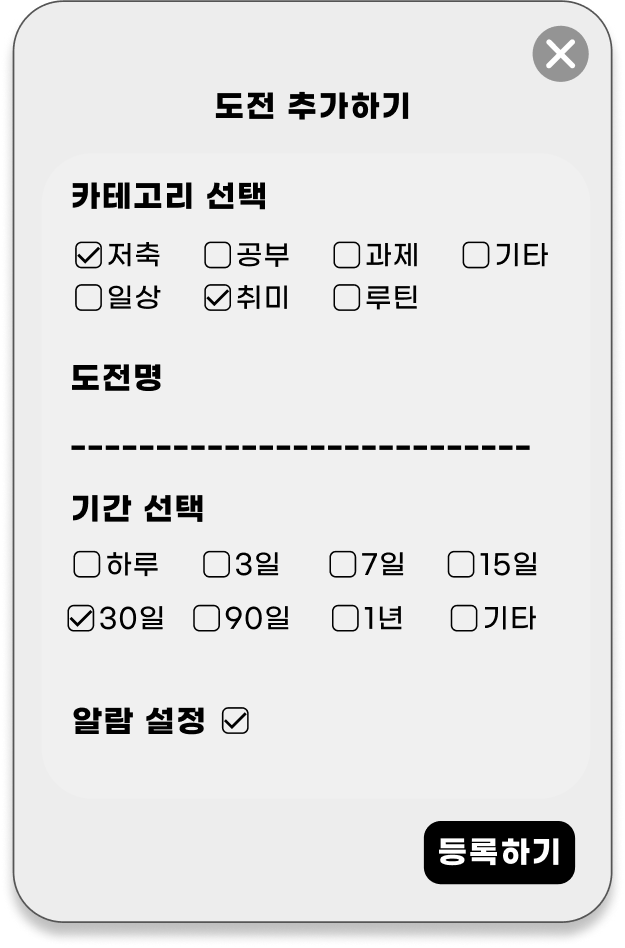 도전 추가하기
카테고리 선택
저축 공부 과제 기타
일상 취미 루틴
도전명
기간 선택
하루 3일 7일 15일
30일 90일 1년 기타
알람 설정
등록하기